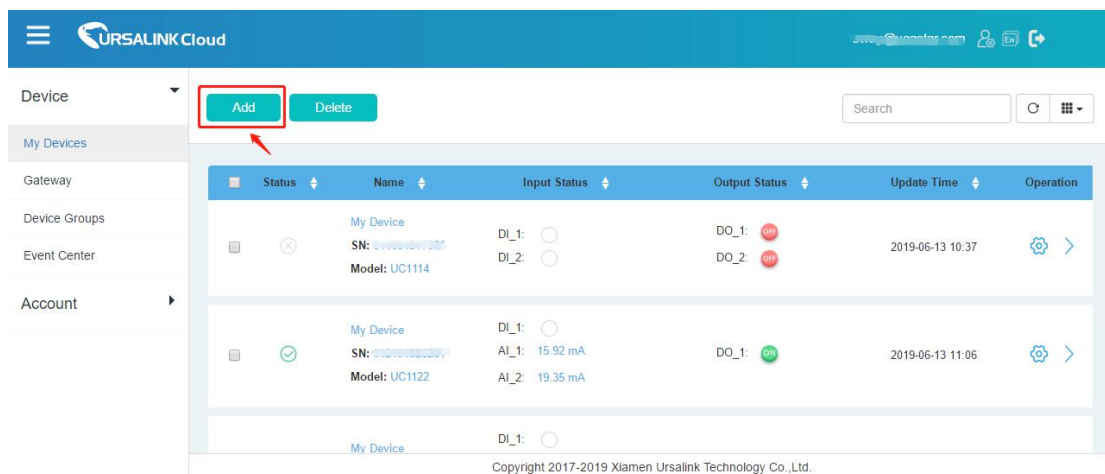 URSALINK Cloud
En
Device
Add
Delete
Search
My Devices
Gateway
Device Groups
Event Center
Account
Status Name Input Status Output Status Update Time Operation
My Device
SN:
Model: UC1114
DI_1:
DI_2:
DO_1: OFF
DO_2: OFF
2019-06-13 10:37
My Device
SN:
Model: UC1122
DI_1:
AI_1: 15.92 mA
AI_2: 19.35 mA
DO_1: ON
2019-06-13 11:06
My Device
DI_1:
Copyright 2017-2019 Xiamen Ursalink Technology Co.,Ltd.